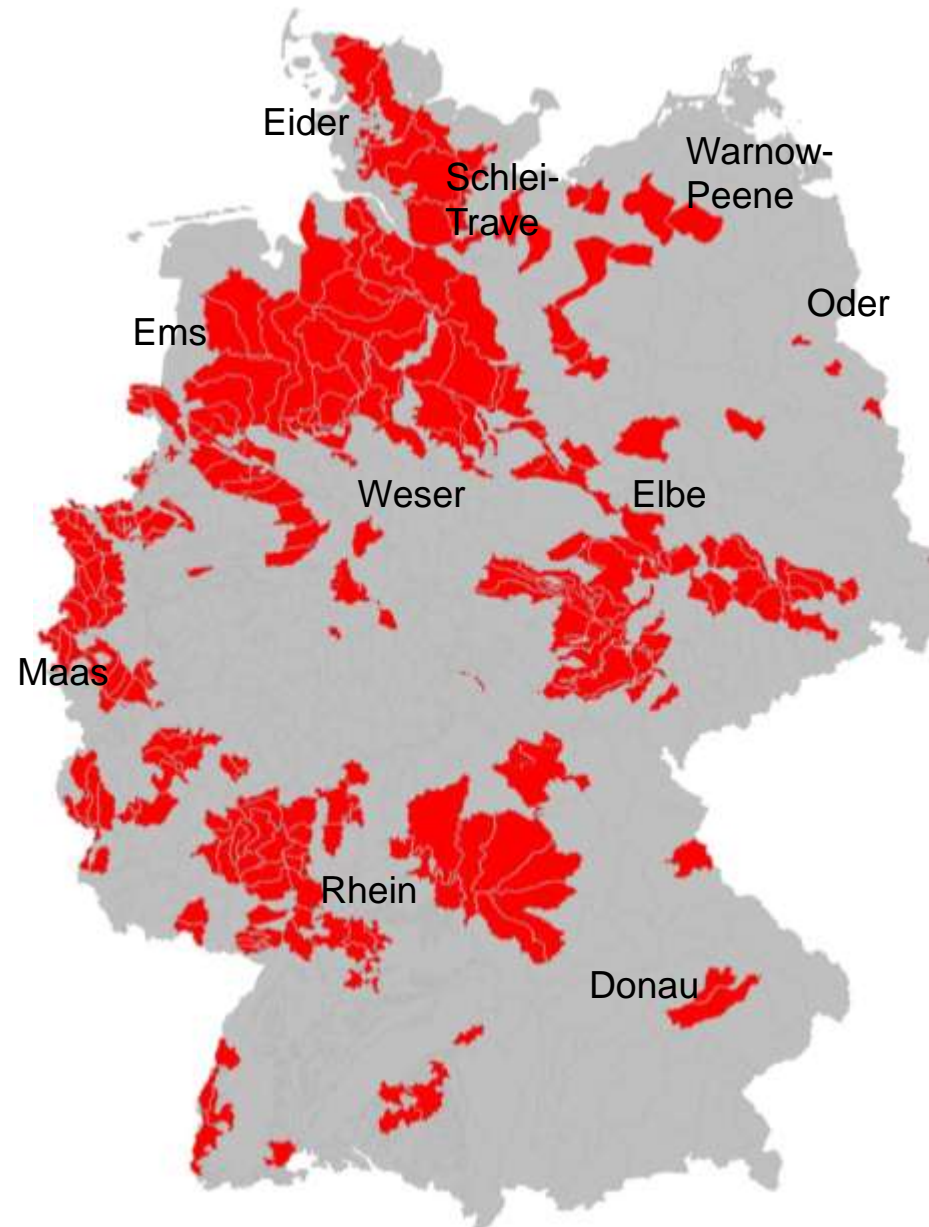 Eider
Schlei-
Trave
Warnow-
Peene
Oder
Ems
Weser
Elbe
Maas
Rhein
Donau